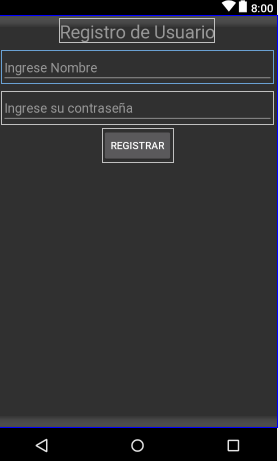 8:00
Registro de Usuario
Ingrese Nombre
Ingrese su contraseña
REGISTRAR